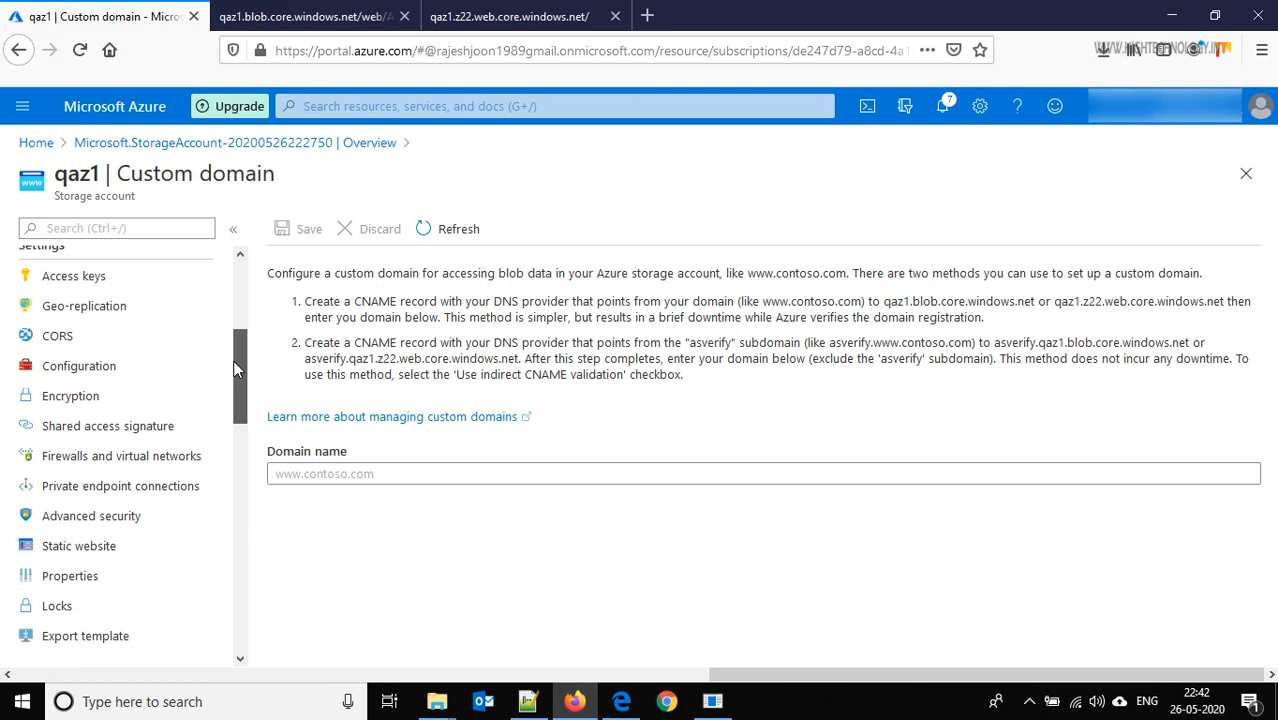 qaz1 | Custom domain - Micros
qaz1.blob.core.windows.net/web/
qaz1.z22.web.core.windows.net/
https://portal.azure.com/#@rajeshjoon1989gmail.onmicrosoft.com/resource/subscriptions/de247d79-a8cd-4a1
Microsoft Azure
Upgrade
Search resources, services, and docs (G+/)
7
Home
Microsoft.StorageAccount-20200526222750 | Overview
qaz1 | Custom domain
www
Storage account
Search (Ctrl+/)
Save
Discard
Refresh
Settings
Access keys
Geo-replication
CORS
Configuration
Encryption
Shared access signature
Firewalls and virtual networks
Private endpoint connections
Advanced security
Static website
Properties
Locks
Export template
Configure a custom domain for accessing blob data in your Azure storage account, like www.contoso.com. There are two methods you can use to set up a custom domain.
1. Create a CNAME record with your DNS provider that points from your domain (like www.contoso.com) to qaz1.blob.core.windows.net or qaz1.z22.web.core.windows.net then
enter you domain below. This method is simpler, but results in a brief downtime while Azure verifies the domain registration.
2. Create a CNAME record with your DNS provider that points from the "asverify" subdomain (like asverify.www.contoso.com) to asverify.qaz1.blob.core.windows.net or
asverify.qaz1.z22.web.core.windows.net. After this step completes, enter your domain below (exclude the 'asverify' subdomain). This method does not incur any downtime. To
use this method, select the 'Use indirect CNAME validation' checkbox.
Learn more about managing custom domains
Domain name
www.contoso.com
Type here to search
ENG
22:42
26-05-2020
1